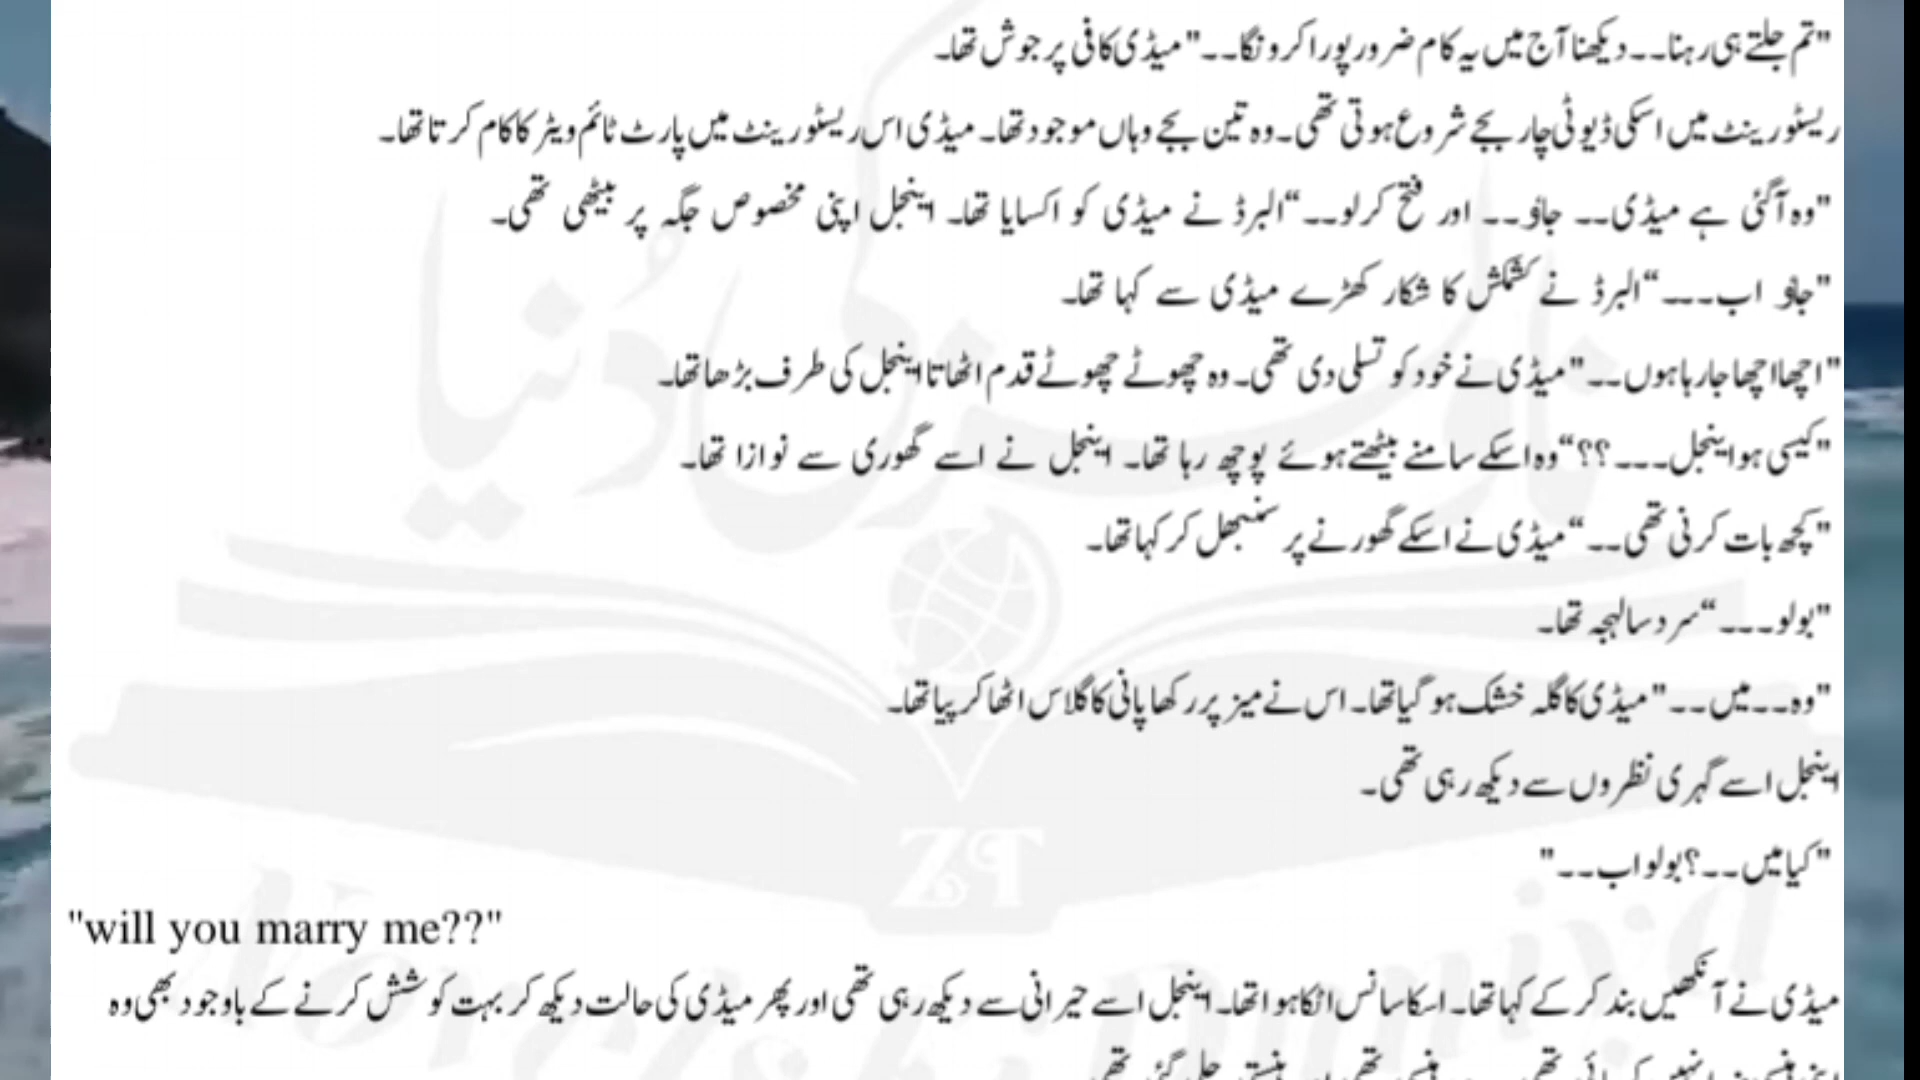 "تم جلتے ہی رہنا۔۔دیکھنا آج میں یہ کام ضرور پورا کرونگا۔۔" میڈی کافی پر جوش تھا۔
ریسٹورینٹ میں اسکی ڈیوٹی چار بجے شروع ہوتی تھی۔ وہ تین بجے وہاں موجود تھا۔ میڈی اس ریسٹورینٹ میں پارٹ ٹائم ویٹر کا کام کرتا تھا۔
"وہ آگئی ہے میڈی۔۔ جاؤ۔۔ اور فتح کرلو۔۔“البرڈ نے میڈی کو اکسایا تھا۔ اینجل اپنی مخصوص جگہ پر بیٹھی تھی۔
"جاؤ اب۔۔۔“البرڈ نے کشمکش کا شکار کھڑے میڈی سے کہا تھا۔
"اچھا اچھا جارہا ہوں۔۔" میڈی نے خود کو تسلی دی تھی۔ وہ چھوٹے چھوٹے قدم اٹھاتا اینجل کی طرف بڑھا تھا۔
"کیسی ہو اینجل۔۔۔؟؟“وہ اسکے سامنے بیٹھتے ہوئے پوچھ رہا تھا۔ اینجل نے اسے گھوری سے نوازا تھا۔
"کچھ بات کرنی تھی۔۔“ میڈی نے اسکے گھورنے پر سنبھل کر کہا تھا۔
"بولو۔۔۔“ سرد سا لہجہ تھا۔
"وہ۔۔میں۔۔" میڈی کا گلہ خشک ہو گیا تھا۔ اس نے میز پر رکھا پانی کا گلاس اٹھا کر پیا تھا۔
اینجل اسے گہری نظروں سے دیکھ رہی تھی۔
"کیا میں۔۔؟ بولو اب۔۔"
"will you marry me??"
میڈی نے آنکھیں بند کر کے کہا تھا۔ اسکا سانس اٹکا ہوا تھا۔ اینجل اسے حیرانی سے دیکھ رہی تھی اور پھر میڈی کی حالت دیکھ کر بہت کوشش کرنے کے باوجود بھی وہ